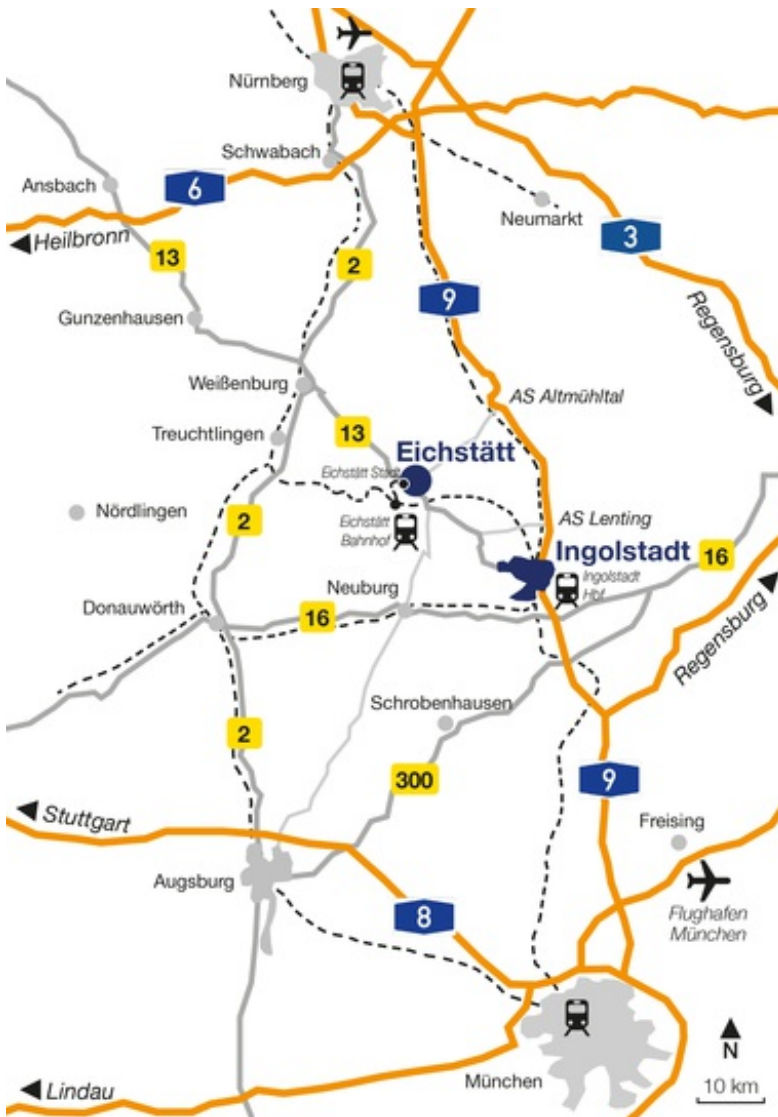 Nürnberg
Schwabach
Ansbach
6
Neumarkt
Heilbronn
3
13
2
9
Regensburg
Gunzenhausen
Weißenburg
AS Altmühltal
Treuchtlingen
13
Eichstätt
Eichstätt Stadt
Nördlingen
2
Eichstätt
Bahnhof
AS Lenting
Ingolstadt
16
Ingolstadt
Hbf
Neuburg
Donauwörth
16
Regensburg
Schrobenhausen
2
300
9
Stuttgart
Freising
Augsburg
8
Flughafen
München
N
München
10 km
Lindau